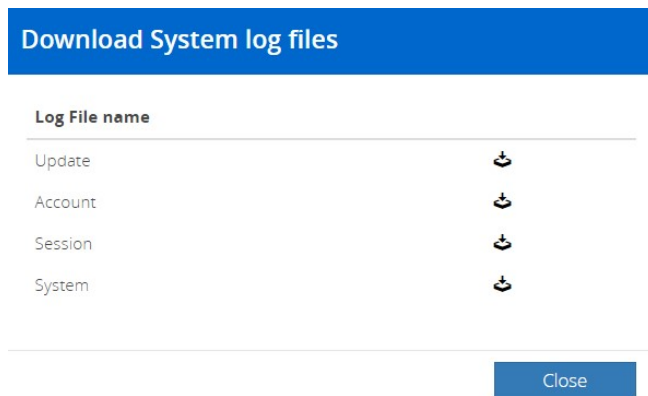 Download System log files
Log File name
Update
Account
Session
System
Close